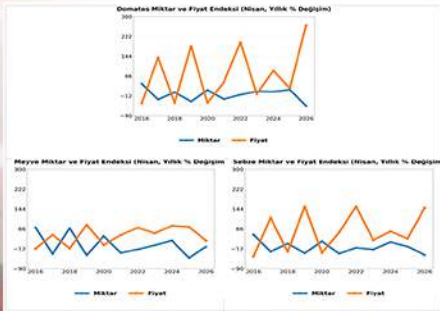 Domates Miktar ve Fiyat Endeksi (Nisan, Yıllık % Değişim)
300
222
144
66
-12
-90
2016 2018 2020 2022 2024 2026
Miktar Fiyat
Meyve Miktar ve Fiyat Endeksi (Nisan, Yıllık % Değişim
300
222
144
66
-12
-90
2016 2018 2020 2022 2024 2026
Miktar Fiyat
Sebze Miktar ve Fiyat Endeksi (Nisan, Yıllık % Değişim)
300
222
144
66
-12
-90
2016 2018 2020 2022 2024 2026
Miktar Fiyat